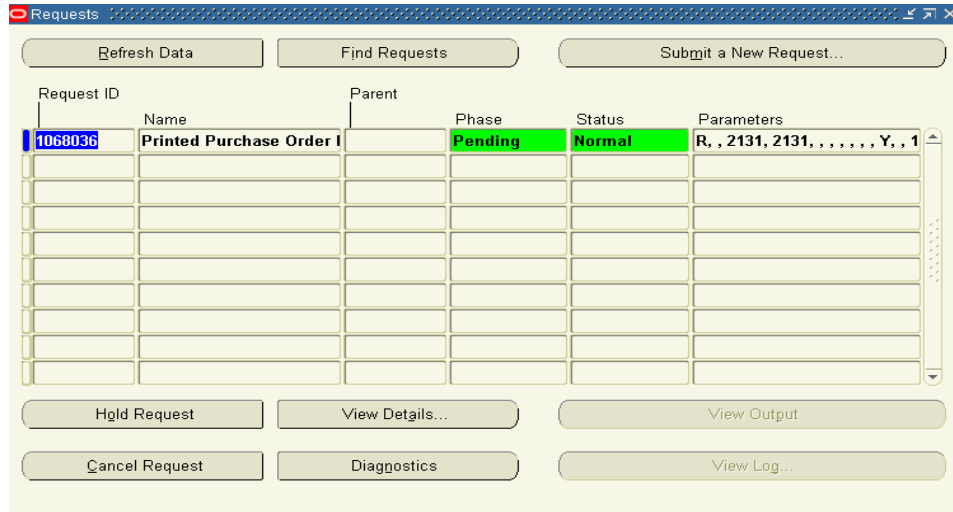 Requests
Refresh Data Find Requests Submit a New Request...
Request ID Parent
Name Phase Status Parameters
1068036 Printed Purchase Order Pending Normal R, , 2131, 2131, , , , , , , Y, , 1
Hold Request View Details... View Output
Cancel Request Diagnostics View Log...